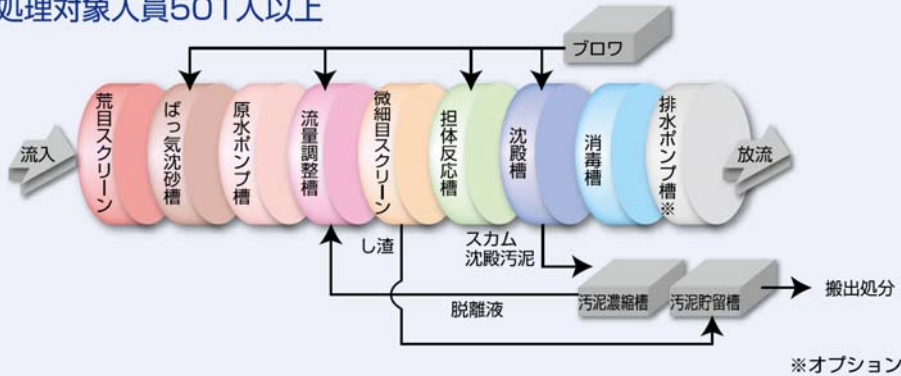 処理対象人員501人以上
ブロワ
流入
荒目スクリーン
ばっ気沈砂槽
原水ポンプ槽
流量調整槽
微細目スクリーン
担体反応槽
沈殿槽
消毒槽
排水ポンプ槽※
放流
し渣
スカム
沈殿汚泥
脱離液
汚泥濃縮槽
汚泥貯留槽
搬出処分
※オプション